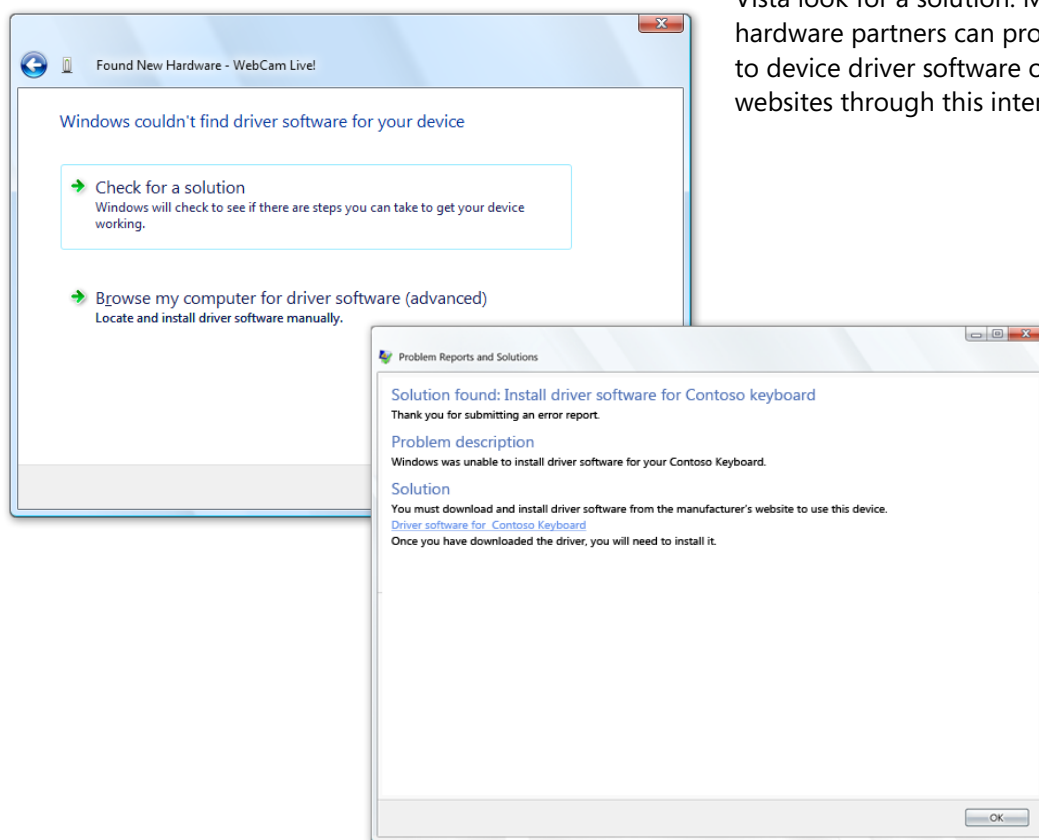 Vista look for a solution.
hardware partners can
to device driver software
websites through this
Found New Hardware - WebCam Live!
Windows couldn't find driver software for your device
Check for a solution
Windows will check to see if there are steps you can take to get your device
working.
Browse my computer for driver software (advanced)
Locate and install driver software manually.
Problem Reports and Solutions
Solution found: Install driver software for Contoso keyboard
Thank you for submitting an error report.
Problem description
Windows was unable to install driver software for your Contoso Keyboard.
Solution
You must download and install driver software from the manufacturer's website to use this device.
Driver software for Contoso Keyboard
Once you have downloaded the driver, you will need to install it.
OK